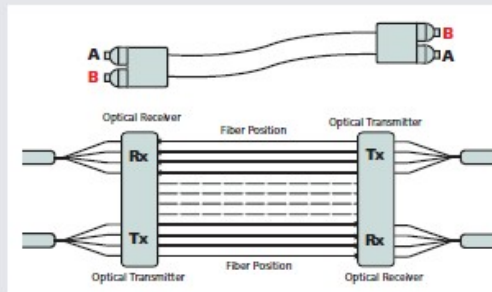 B
A
A
B
Optical Receiver
Optical Transmitter
Fiber Position
Rx
Tx
Tx
Rx
Fiber Position
Optical Transmitter
Optical Receiver